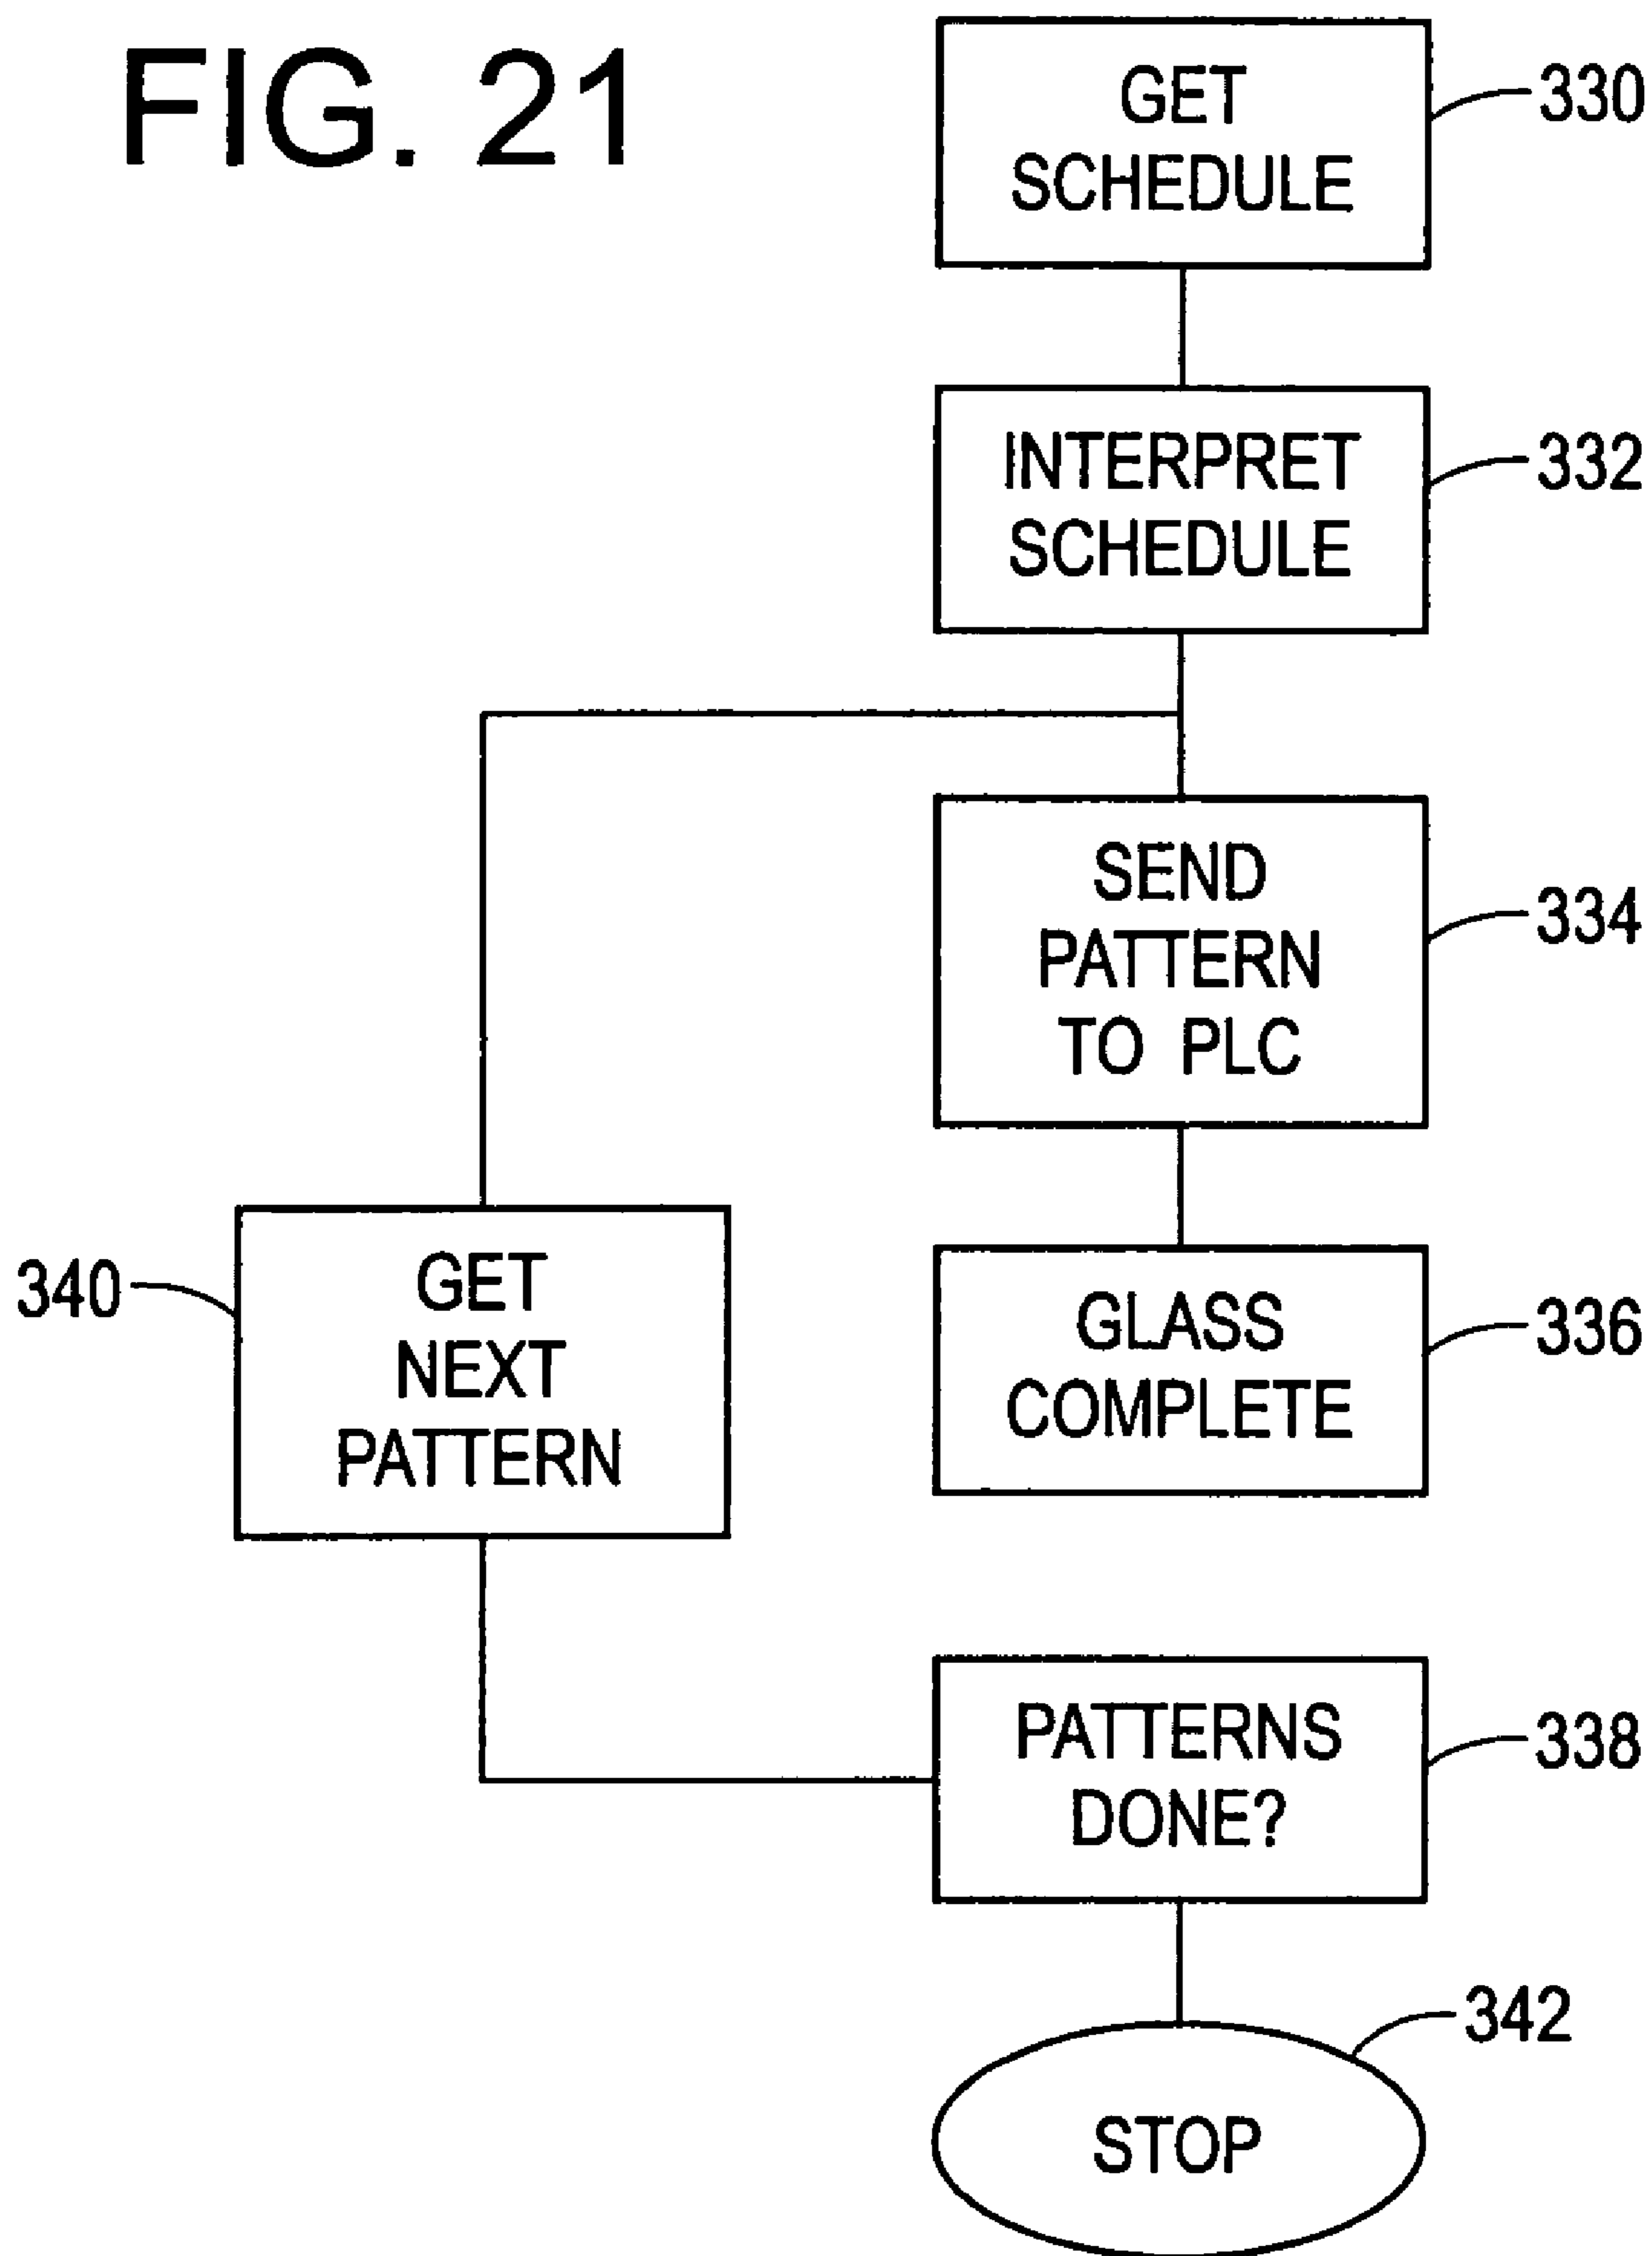 FIG. 21
GET
SCHEDULE
330
INTERPRET
SCHEDULE
332
SEND
PATTERN
TO PLC
334
340
GET
NEXT
PATTERN
GLASS
COMPLETE
336
PATTERNS
DONE?
338
342
STOP